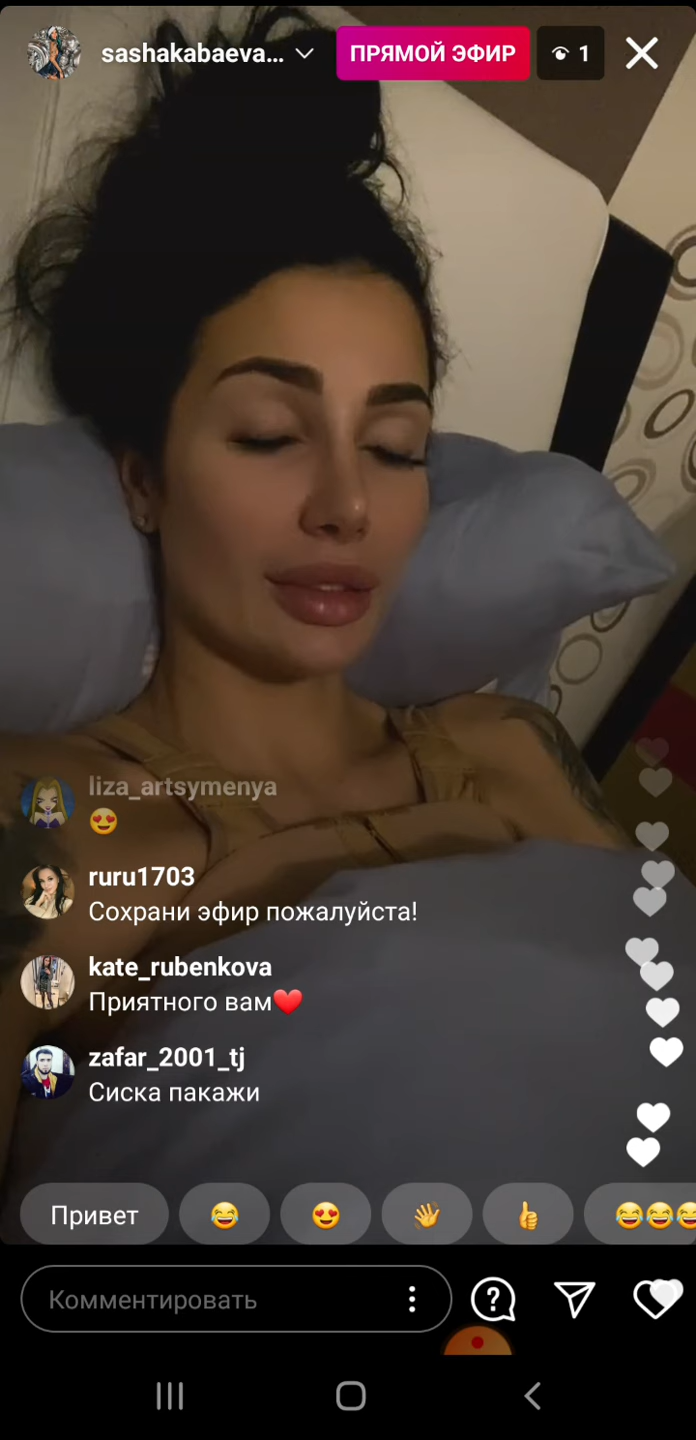 sashakabaeva...
ПРЯМОЙ ЭФИР
1
liza_artsymenya
😍
ruru1703
Сохрани эфир пожалуйста!
kate_rubenkova
Приятного вам❤️
zafar_2001_tj
Сиска пакажи
Привет 😂 😍 👋 👍 😂😂😂
Комментировать